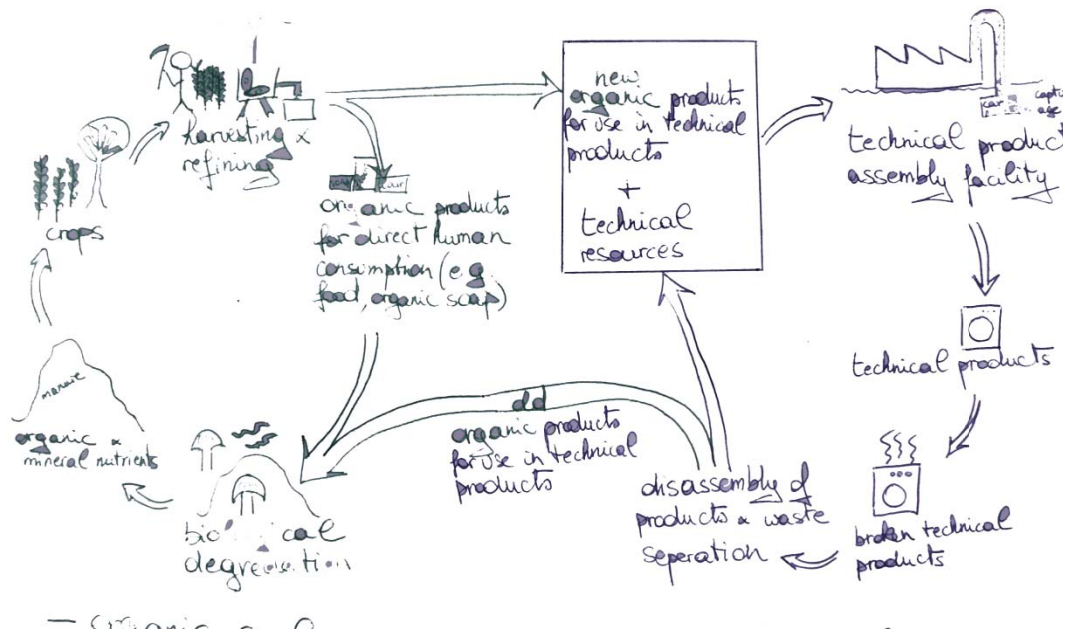 harvesting &
refining
crops
manure
organic &
mineral nutrients
organic products
for direct human
consumption (e.g.
food, organic soap)
new
organic products
for use in technical
products
+
technical
resources
technical product
assembly facility
technical products
broken technical
products
disassembly of
products & waste
seperation
old
organic products
for use in technical
products
biological
degradation